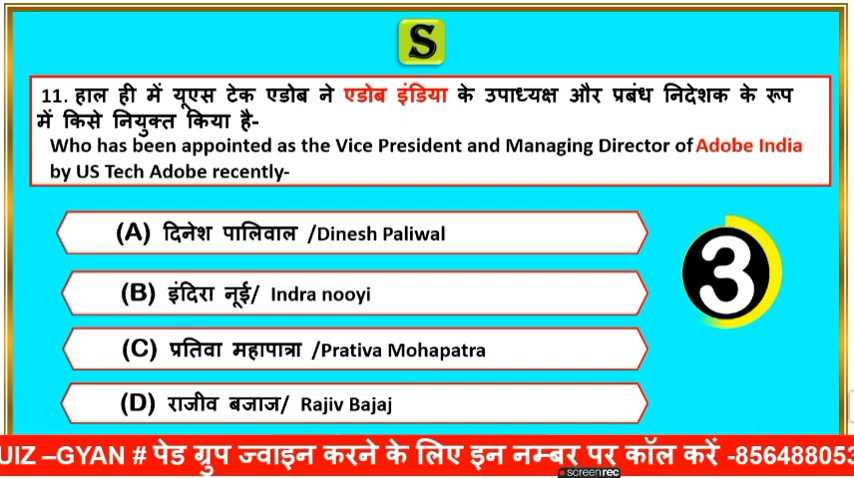 S
11. हाल ही में यूएस टेक एडोब ने एडोब इंडिया के उपाध्यक्ष और प्रबंध निदेशक के रूप
में किसे नियुक्त किया है-
Who has been appointed as the Vice President and Managing Director of Adobe India
by US Tech Adobe recently-
(A) दिनेश पालिवाल /Dinesh Paliwal
(B) इंदिरा नूई/ Indra nooyi
3
(C) प्रतिवा महापात्रा /Prativa Mohapatra
(D) राजीव बजाज/ Rajiv Bajaj
UIZ –GYAN # पेड ग्रुप ज्वाइन करने के लिए इन नम्बर पर कॉल करें -856488053
screenrec